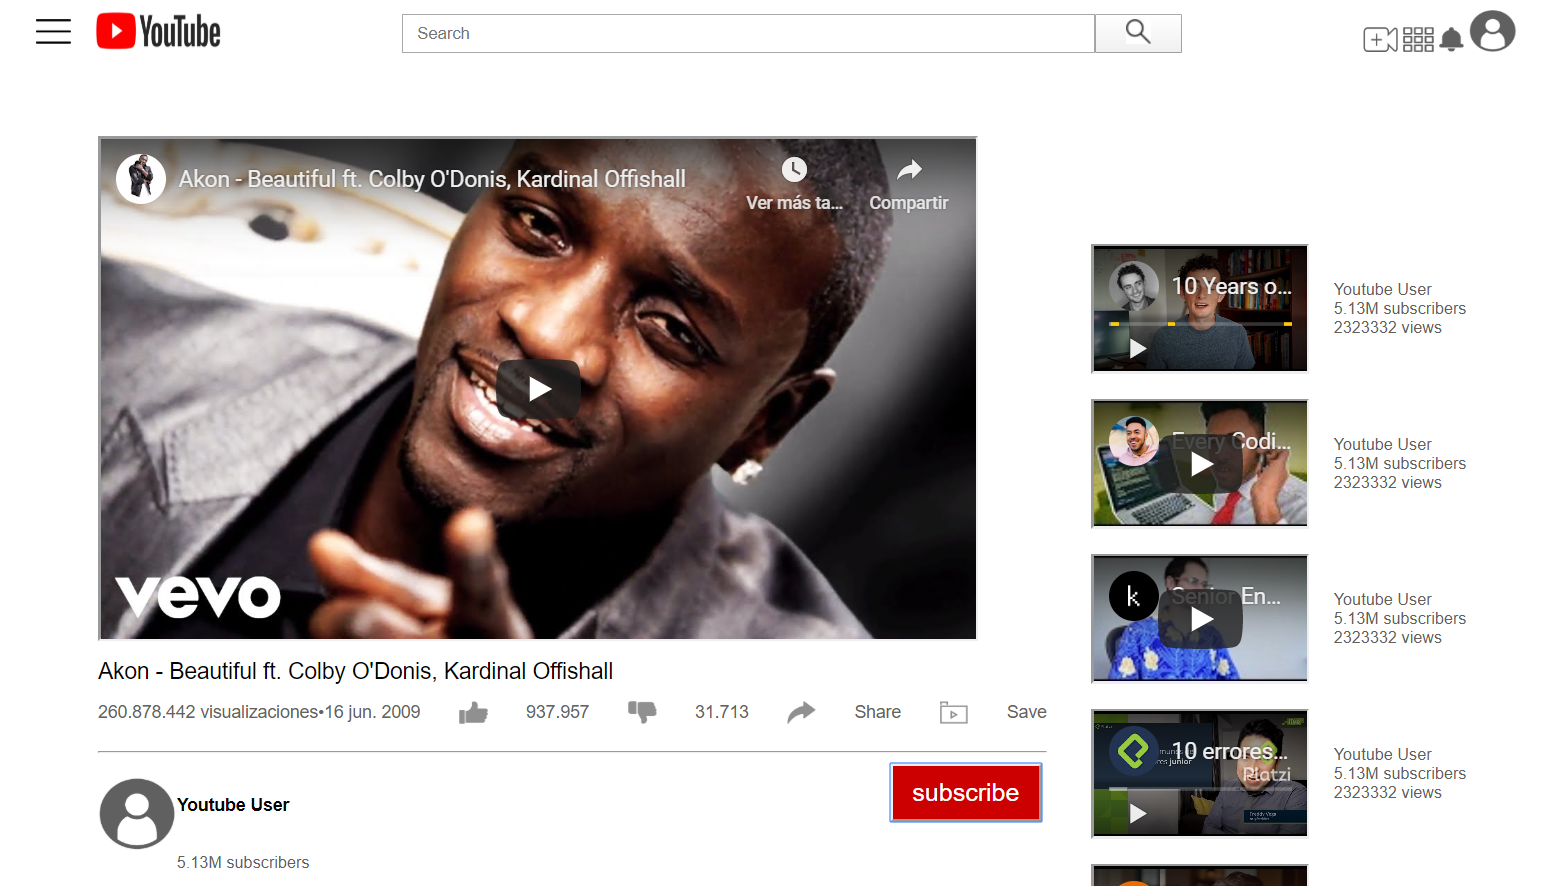 YouTube
Search
Akon - Beautiful ft. Colby O'Donis, Kardinal Offishall
Ver más ta...
Compartir
vevo
Akon - Beautiful ft. Colby O'Donis, Kardinal Offishall
260.878.442 visualizaciones•16 jun. 2009
937.957
31.713
Share
Save
Youtube User
subscribe
5.13M subscribers
10 Years o...
Youtube User
5.13M subscribers
2323332 views
Every Codi...
Youtube User
5.13M subscribers
2323332 views
k
Senior En...
Youtube User
5.13M subscribers
2323332 views
10 errores...
junior
Platzi
Freddy Vega
Youtube User
5.13M subscribers
2323332 views